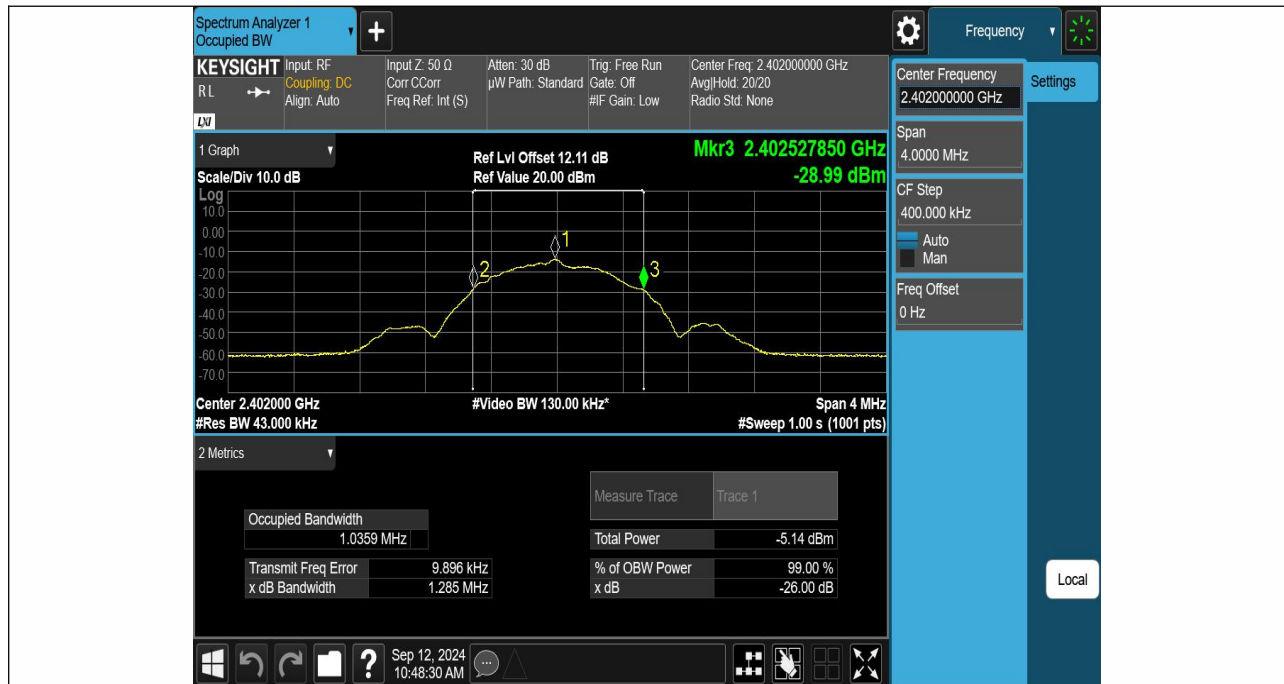 Spectrum Analyzer 1
Occupied BW
+
Frequency
KEYSIGHT
RL
LXI
Input: RF
Coupling: DC
Align: Auto
Input Z: 50 Ω
Corr CCorr
Freq Ref: Int (S)
Atten: 30 dB
µW Path: Standard
Trig: Free Run
Gate: Off
#IF Gain: Low
Center Freq: 2.402000000 GHz
Avg|Hold: 20/20
Radio Std: None
Center Frequency
2.402000000 GHz
Settings
Span
4.0000 MHz
CF Step
400.000 kHz
Auto
Man
Freq Offset
0 Hz
Local
1 Graph
Scale/Div 10.0 dB
Ref Lvl Offset 12.11 dB
Ref Value 20.00 dBm
Mkr3 2.402527850 GHz
-28.99 dBm
Log
10.0
0.00
-10.0
-20.0
-30.0
-40.0
-50.0
-60.0
-70.0
1
2
3
Center 2.402000 GHz
#Video BW 130.00 kHz*
Span 4 MHz
#Res BW 43.000 kHz
#Sweep 1.00 s (1001 pts)
2 Metrics
Measure Trace Trace 1
Occupied Bandwidth
1.0359 MHz
Total Power -5.14 dBm
Transmit Freq Error 9.896 kHz
% of OBW Power 99.00 %
x dB Bandwidth 1.285 MHz
x dB -26.00 dB
?
Sep 12, 2024
10:48:30 AM